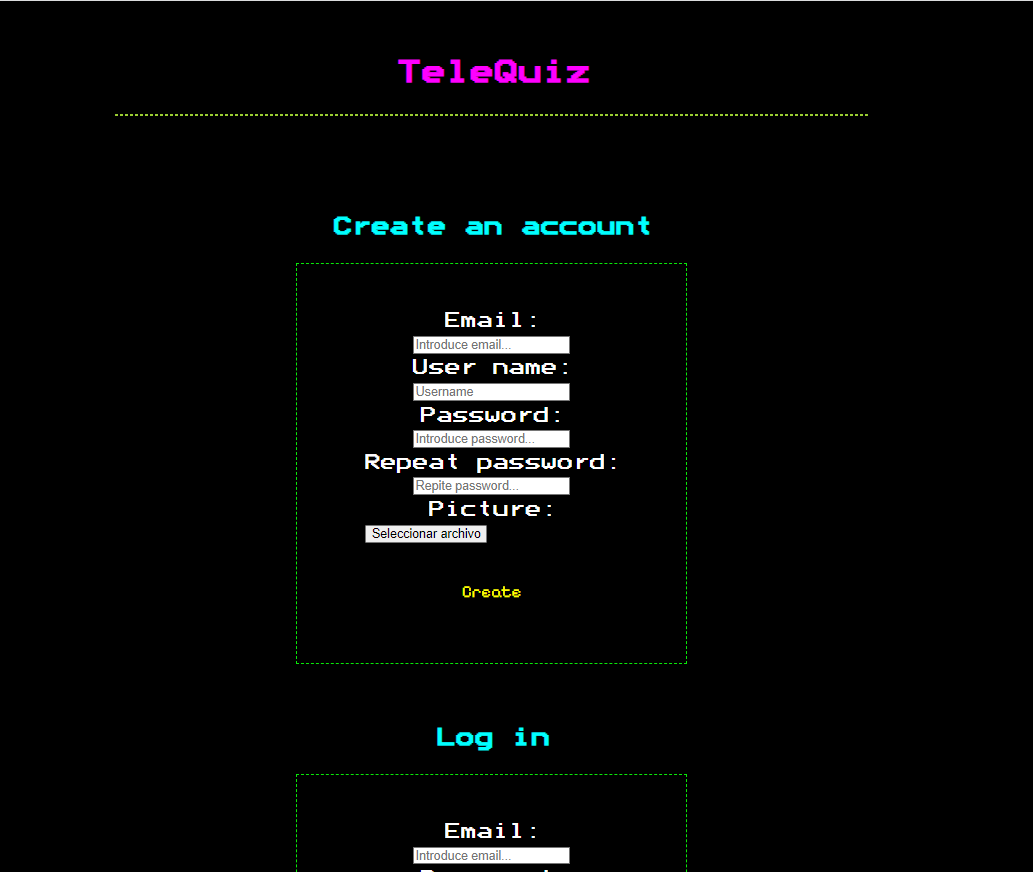 TeleQuiz
Create an account
Email:
Introduce email...
User name:
Username
Password:
Introduce password...
Repeat password:
Repite password...
Picture:
Seleccionar archivo
Create
Log in
Email:
Introduce email...